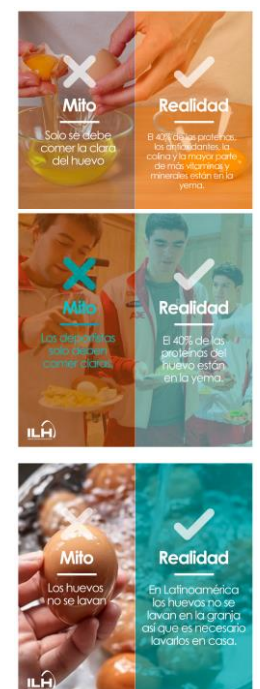 Mito
Solo se debe
comer la clara
del huevo
Realidad
El 40% de las proteínas,
los antioxidantes, la
colina y la mayor parte
de más vitaminas y
minerales están en la
yema.
Mito
Los deportistas
solo deben
comer claras.
Realidad
El 40% de las
proteínas del
huevo están
en la yema.
ILH
Mito
Los huevos
no se lavan
Realidad
En Latinoamérica
los huevos no se
lavan en la granja
así que es necesario
lavarlos en casa.
ILH